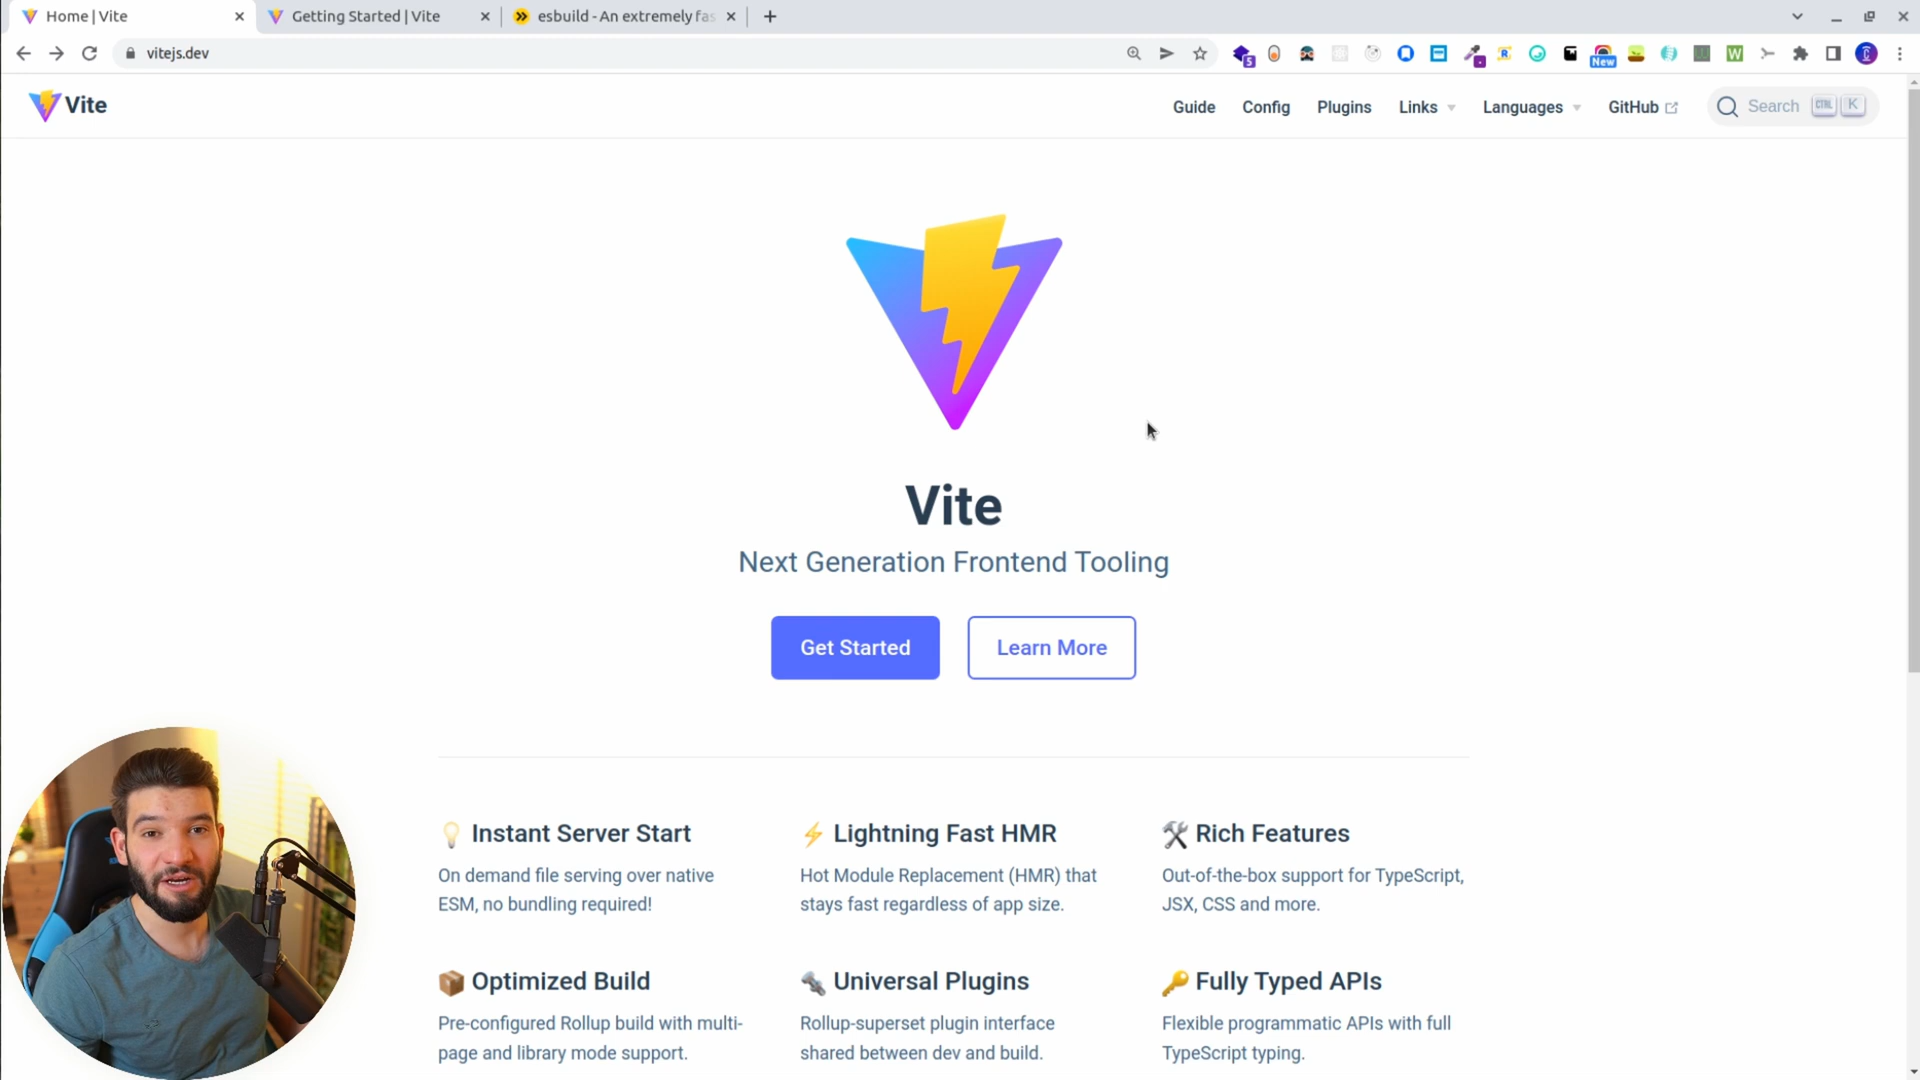 Home | Vite
Getting Started | Vite
esbuild - An extremely fas
vitejs.dev
5
New
Vite
Guide
Config
Plugins
Links
Languages
GitHub
Search
CTRL
K
Vite
Next Generation Frontend Tooling
Get Started
Learn More
Instant Server Start
On demand file serving over native
ESM, no bundling required!
Lightning Fast HMR
Hot Module Replacement (HMR) that
stays fast regardless of app size.
Rich Features
Out-of-the-box support for TypeScript,
JSX, CSS and more.
Optimized Build
Pre-configured Rollup build with multi-
page and library mode support.
Universal Plugins
Rollup-superset plugin interface
shared between dev and build.
Fully Typed APIs
Flexible programmatic APIs with full
TypeScript typing.